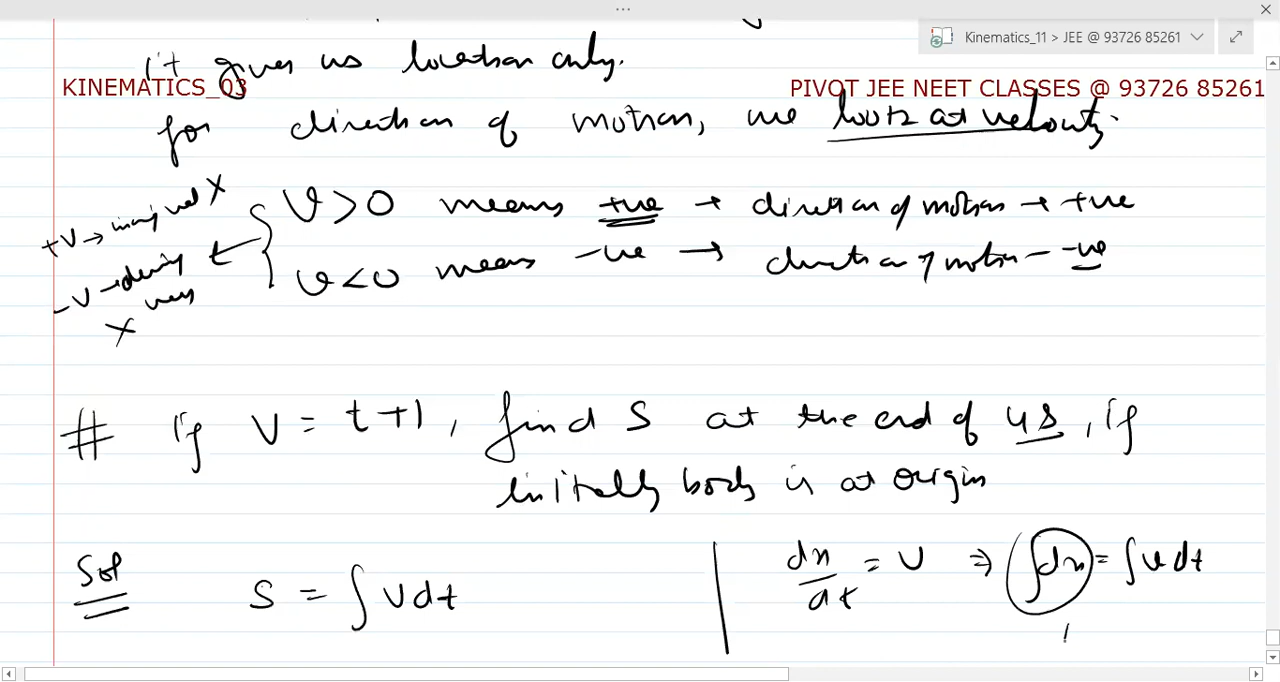 Kinematics_11 > JEE @ 93726 85261
it gives us location only.
KINEMATICS_03
PIVOT JEE NEET CLASSES @ 93726 85261
for direction of motion, we look at velocity.
V > 0 means +ve → direction of motion → +ve
V < 0 means -ve → direction of motion - -ve
+V →
-V →
X
# if V = t+1, find S at the end of 4s, if
initially body is at origin
Sol
S = ∫ V dt
dx/dt = V ⇒ ∫dx = ∫v dt